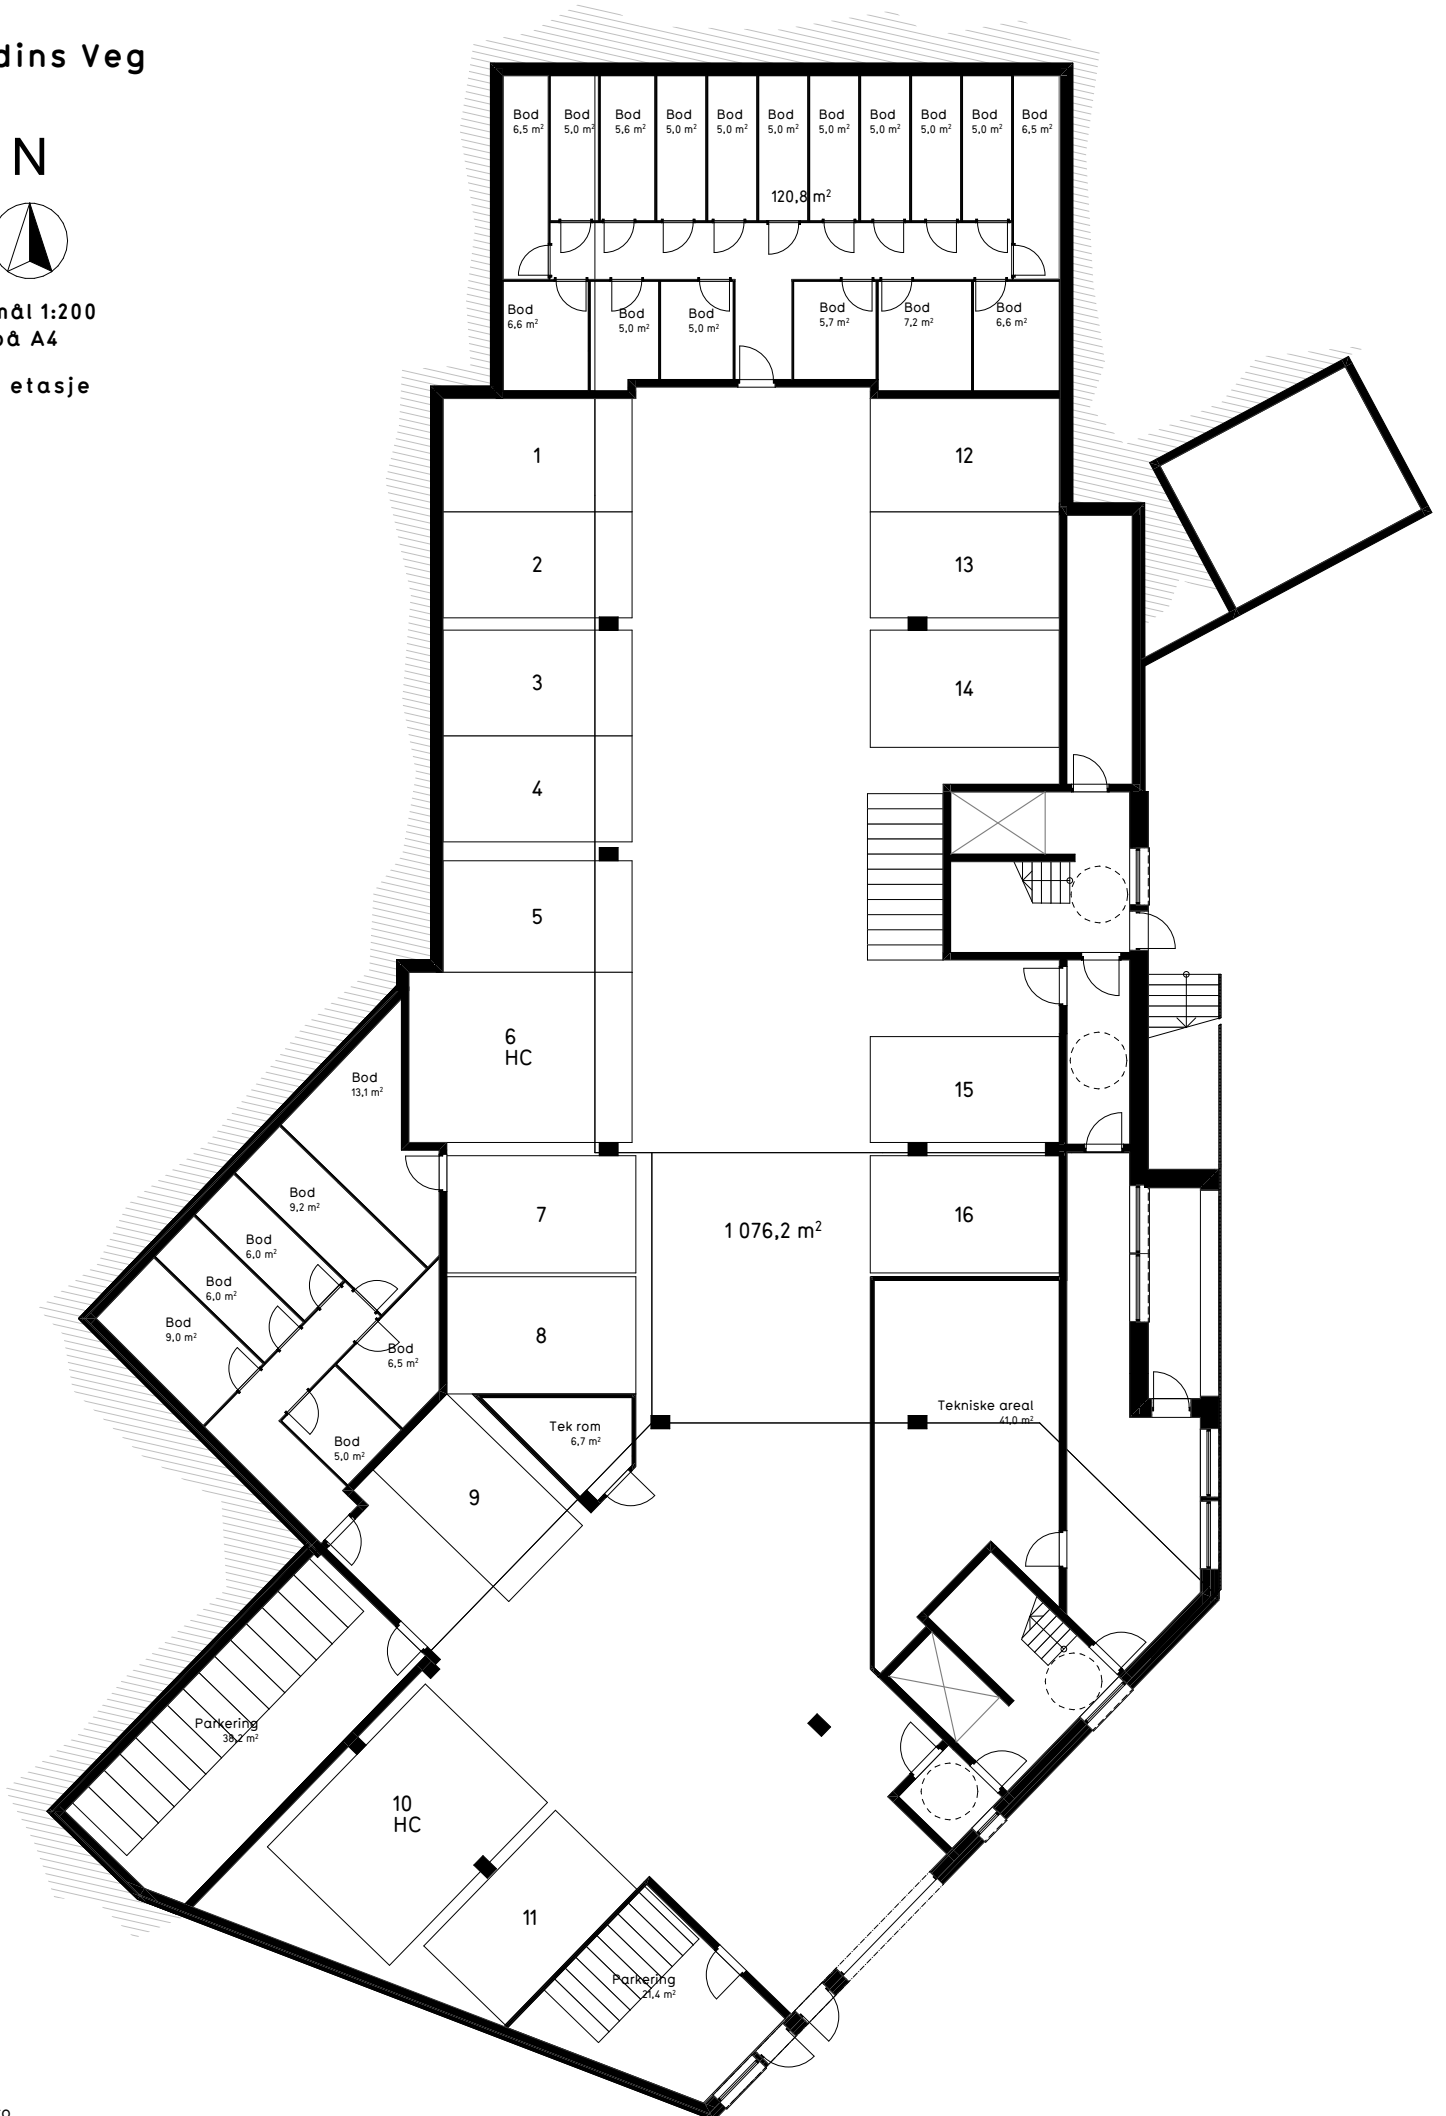 dins Veg
N
mål 1:200
på A4
etasje
Bod
6,5 m²
Bod
5,0 m²
Bod
5,6 m²
Bod
5,0 m²
Bod
5,0 m²
Bod
5,0 m²
Bod
5,0 m²
Bod
5,0 m²
Bod
5,0 m²
Bod
5,0 m²
Bod
6,5 m²
120,8 m²
Bod
6,6 m²
Bod
5,0 m²
Bod
5,0 m²
Bod
5,7 m²
Bod
7,2 m²
Bod
6,6 m²
1
12
2
13
3
14
4
5
6
HC
15
Bod
13,1 m²
7
1 076,2 m²
16
Bod
9,2 m²
Bod
6,0 m²
Bod
6,0 m²
Bod
9,0 m²
8
Bod
6,5 m²
Tekniske areal
41,0 m²
Tek rom
6,7 m²
Bod
5,0 m²
9
Parkering
38,2 m²
10
HC
11
Parkering
21,4 m²